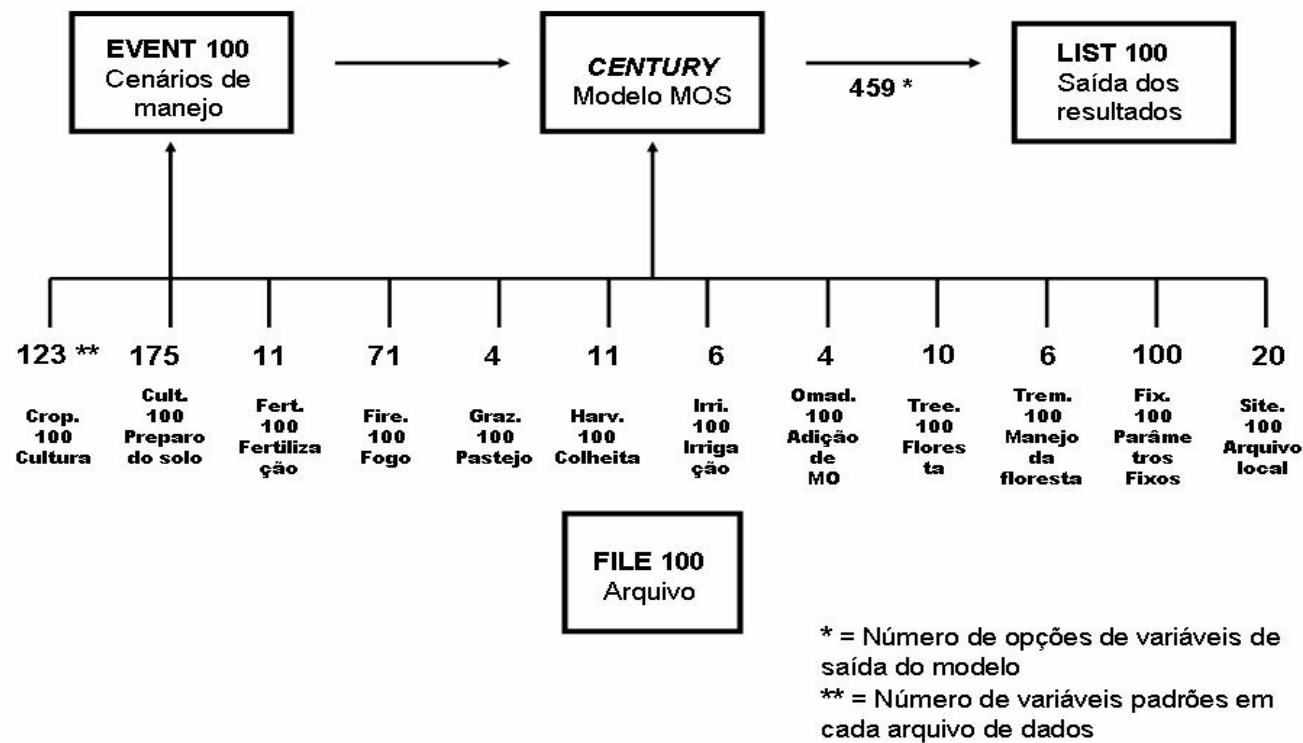 EVENT 100
Cenários de
manejo
CENTURY
Modelo MOS
459 *
LIST 100
Saída dos
resultados
123 **
175
11
71
4
11
6
4
10
6
100
20
Crop.
100
Cultura
Cult.
100
Preparo
do solo
Fert.
100
Fertiliza
ção
Fire.
100
Fogo
Graz.
100
Pastejo
Harv.
100
Colheita
Irri.
100
Irriga
ção
Omad.
100
Adição
de
MO
Tree.
100
Flores
ta
Trem.
100
Manejo
da
floresta
Fix.
100
Parâme
tros
Fixos
Site.
100
Arquivo
local
FILE 100
Arquivo
* = Número de opções de variáveis de
saída do modelo
** = Número de variáveis padrões em
cada arquivo de dados